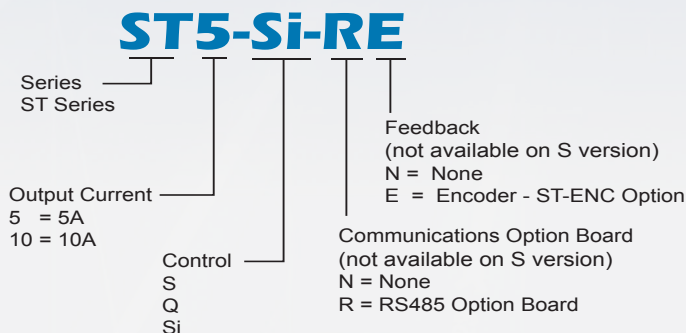 ST5-Si-RE
Series
ST Series
Output Current
5 = 5A
10 = 10A
Control
S
Q
Si
Communications Option Board
(not available on S version)
N = None
R = RS485 Option Board
Feedback
(not available on S version)
N = None
E = Encoder - ST-ENC Option